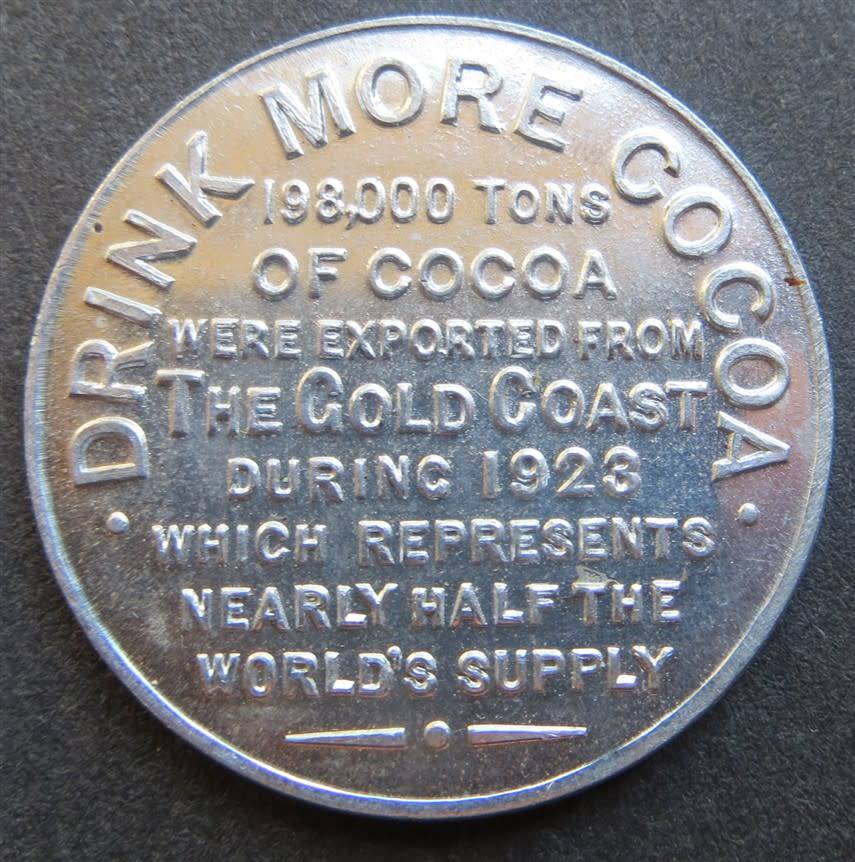 · DRINK MORE COCOA ·
198,000 TONS
OF COCOA
WERE EXPORTED FROM
THE GOLD COAST
DURING 1923
WHICH REPRESENTS
NEARLY HALF THE
WORLD'S SUPPLY